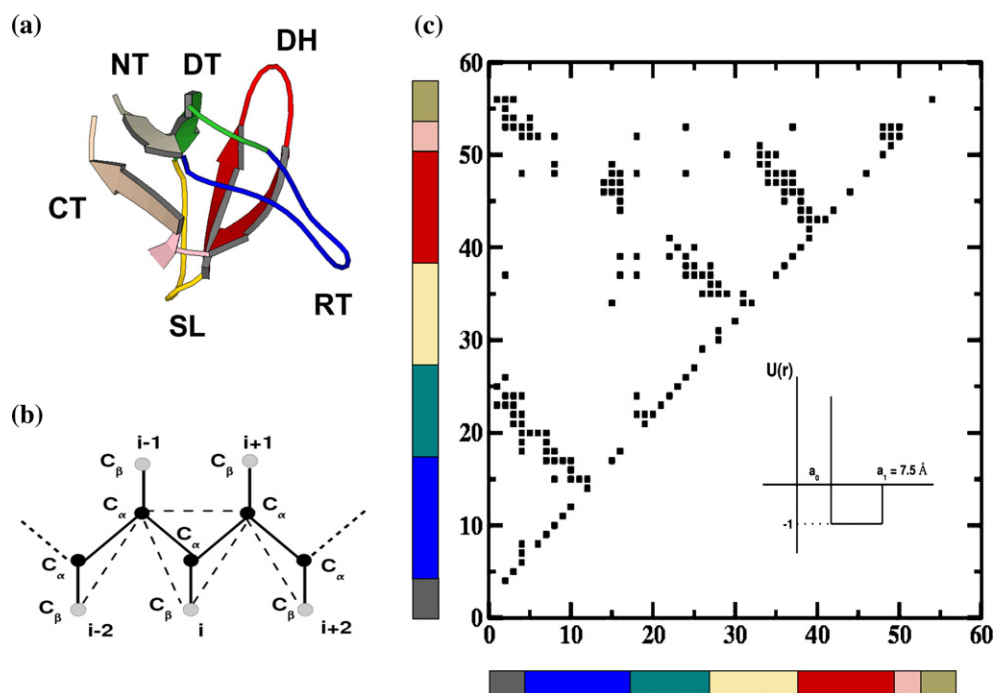 (a)
NT DT DH
CT
SL
RT
(b)
i-1 i+1
Cβ Cβ
Cα Cα
Cα Cα Cα
Cβ Cβ Cβ
i-2 i i+2
(c)
60
50
40
30
20
10
0
0 10 20 30 40 50 60
U(r)
a₀ a₁ = 7.5 Å
-1